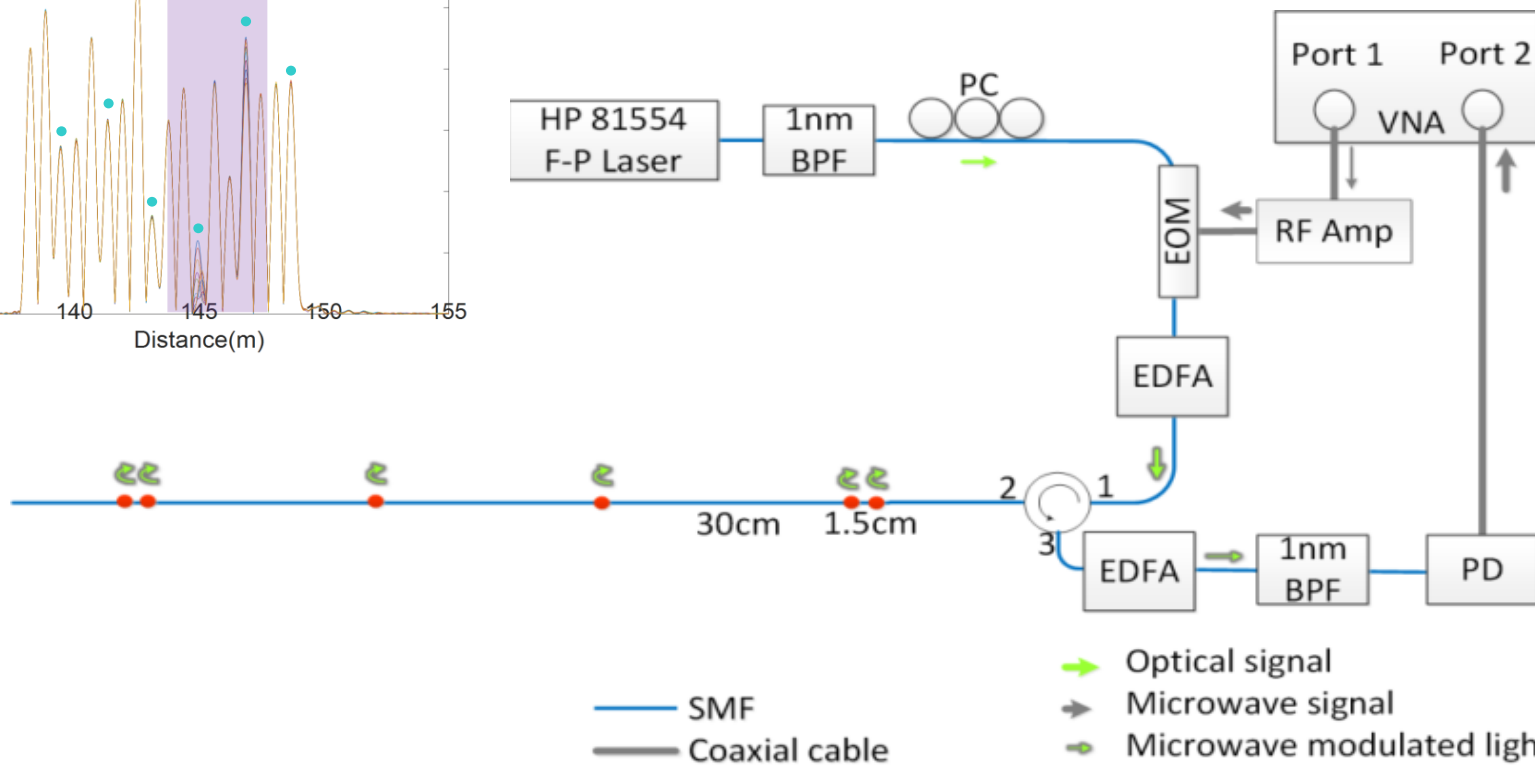 140 145 150 155
Distance(m)
HP 81554
F-P Laser
1nm
BPF
PC
Port 1 Port 2
VNA
EOM
RF Amp
EDFA
2 1
30cm 1.5cm
3
EDFA
1nm
BPF
PD
Optical signal
SMF
Microwave signal
Coaxial cable
Microwave modulated ligh